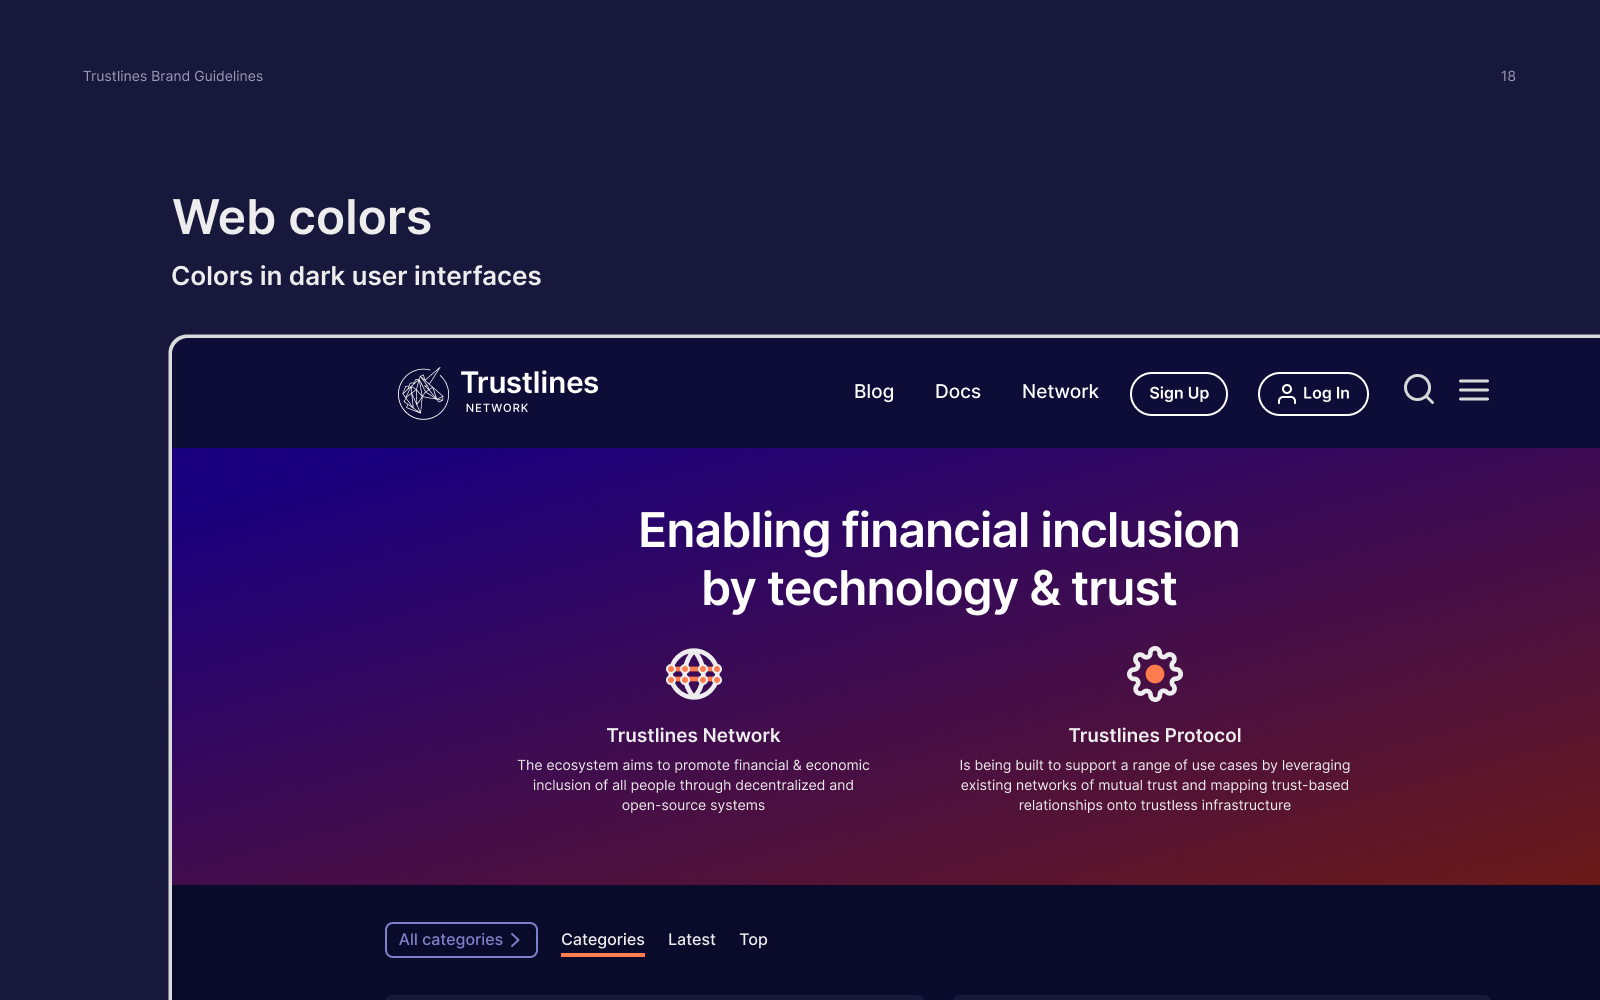 Trustlines Brand Guidelines
18
Web colors
Colors in dark user interfaces
Trustlines
NETWORK
Blog
Docs
Network
Sign Up
Log In
Enabling financial inclusion
by technology & trust
Trustlines Network
The ecosystem aims to promote financial & economic
inclusion of all people through decentralized and
open-source systems
Trustlines Protocol
Is being built to support a range of use cases by leveraging
existing networks of mutual trust and mapping trust-based
relationships onto trustless infrastructure
All categories
Categories
Latest
Top